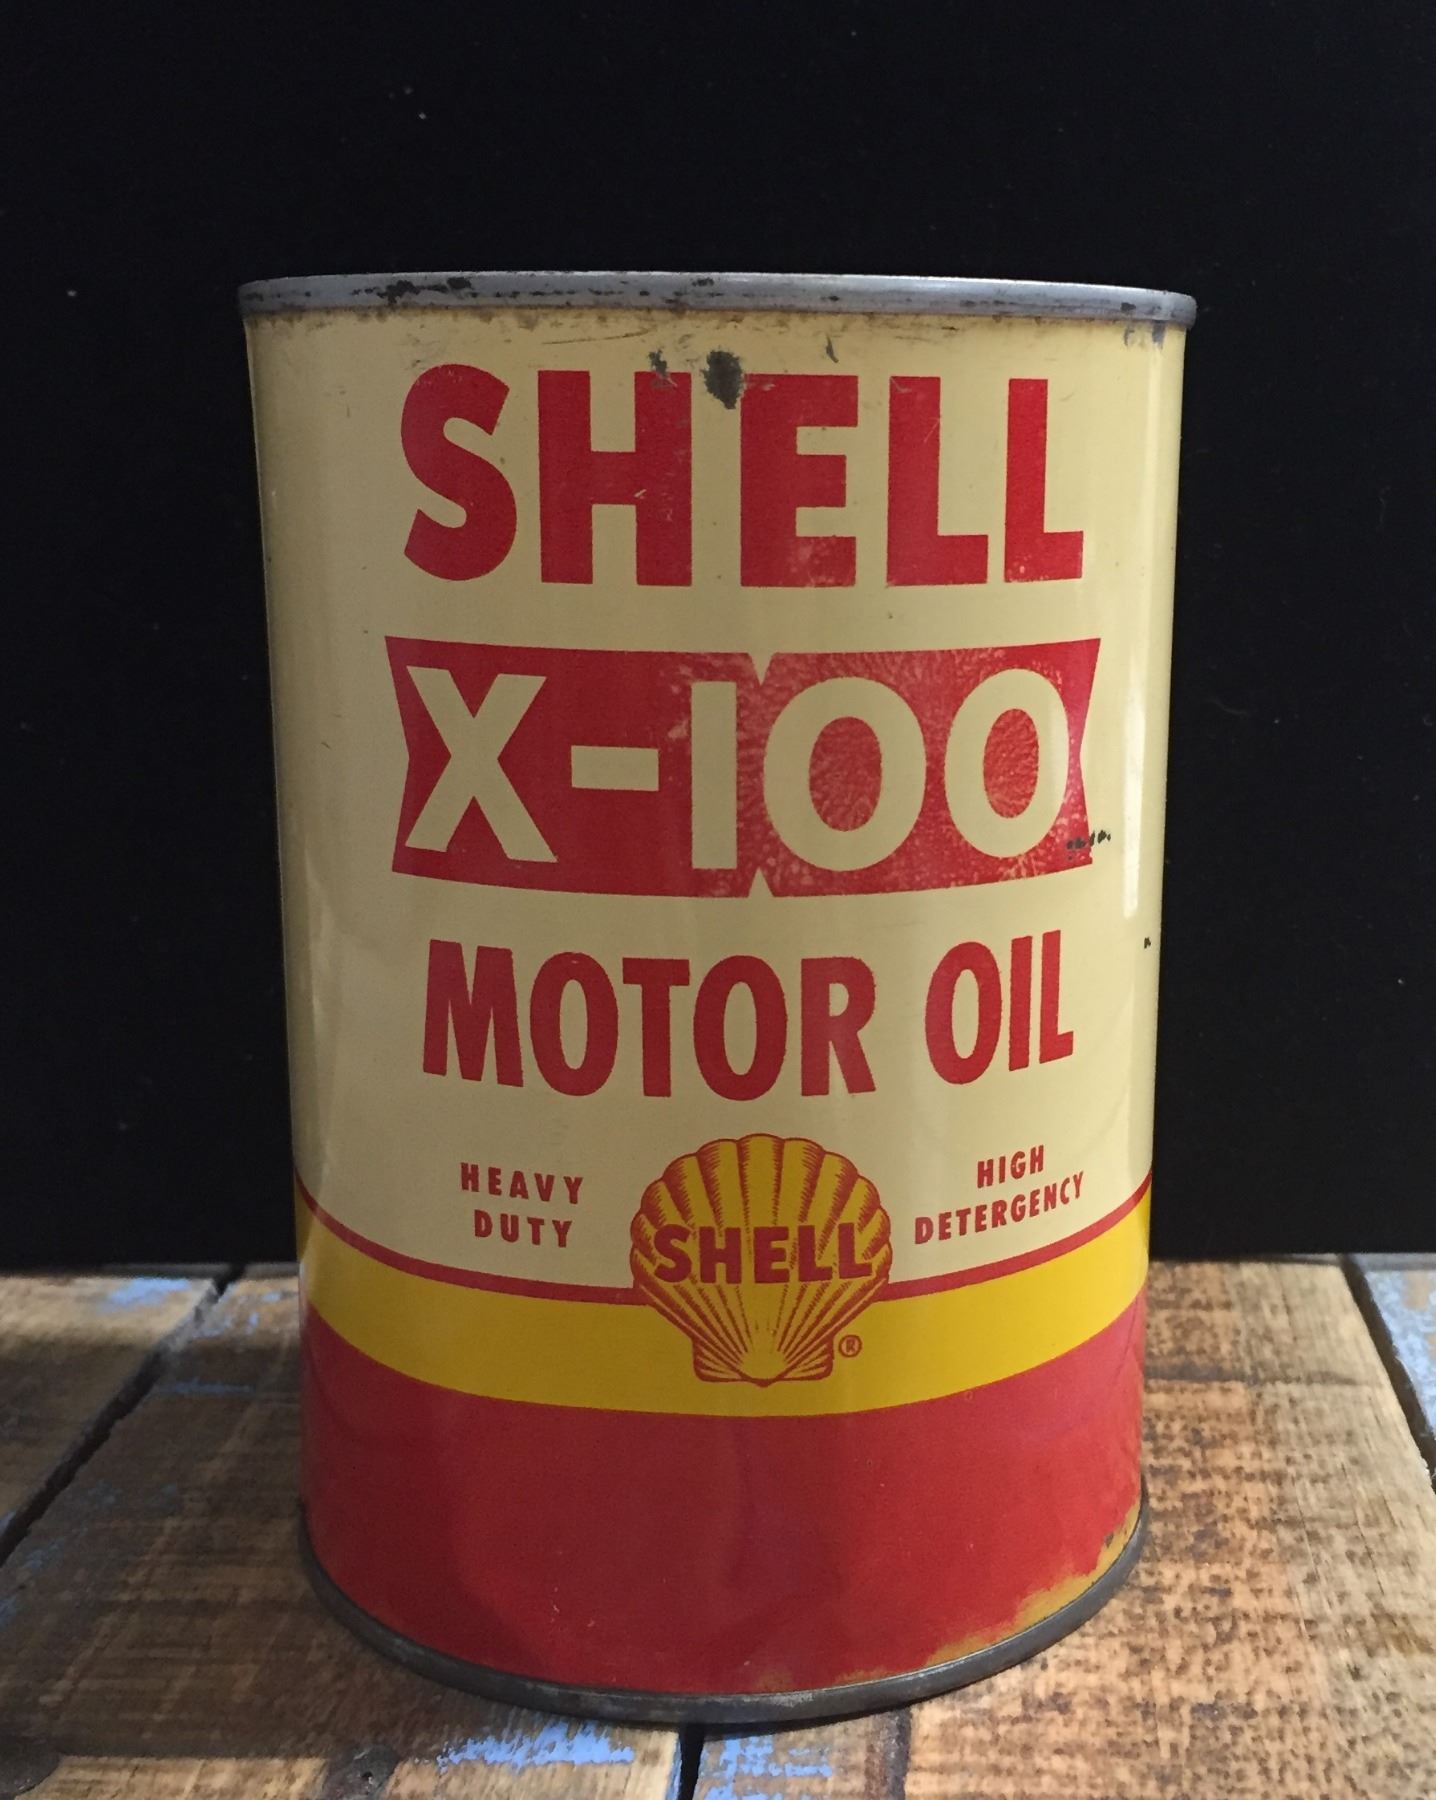 SHELL
X-100
MOTOR OIL
HEAVY
DUTY
SHELL
®
HIGH
DETERGENCY